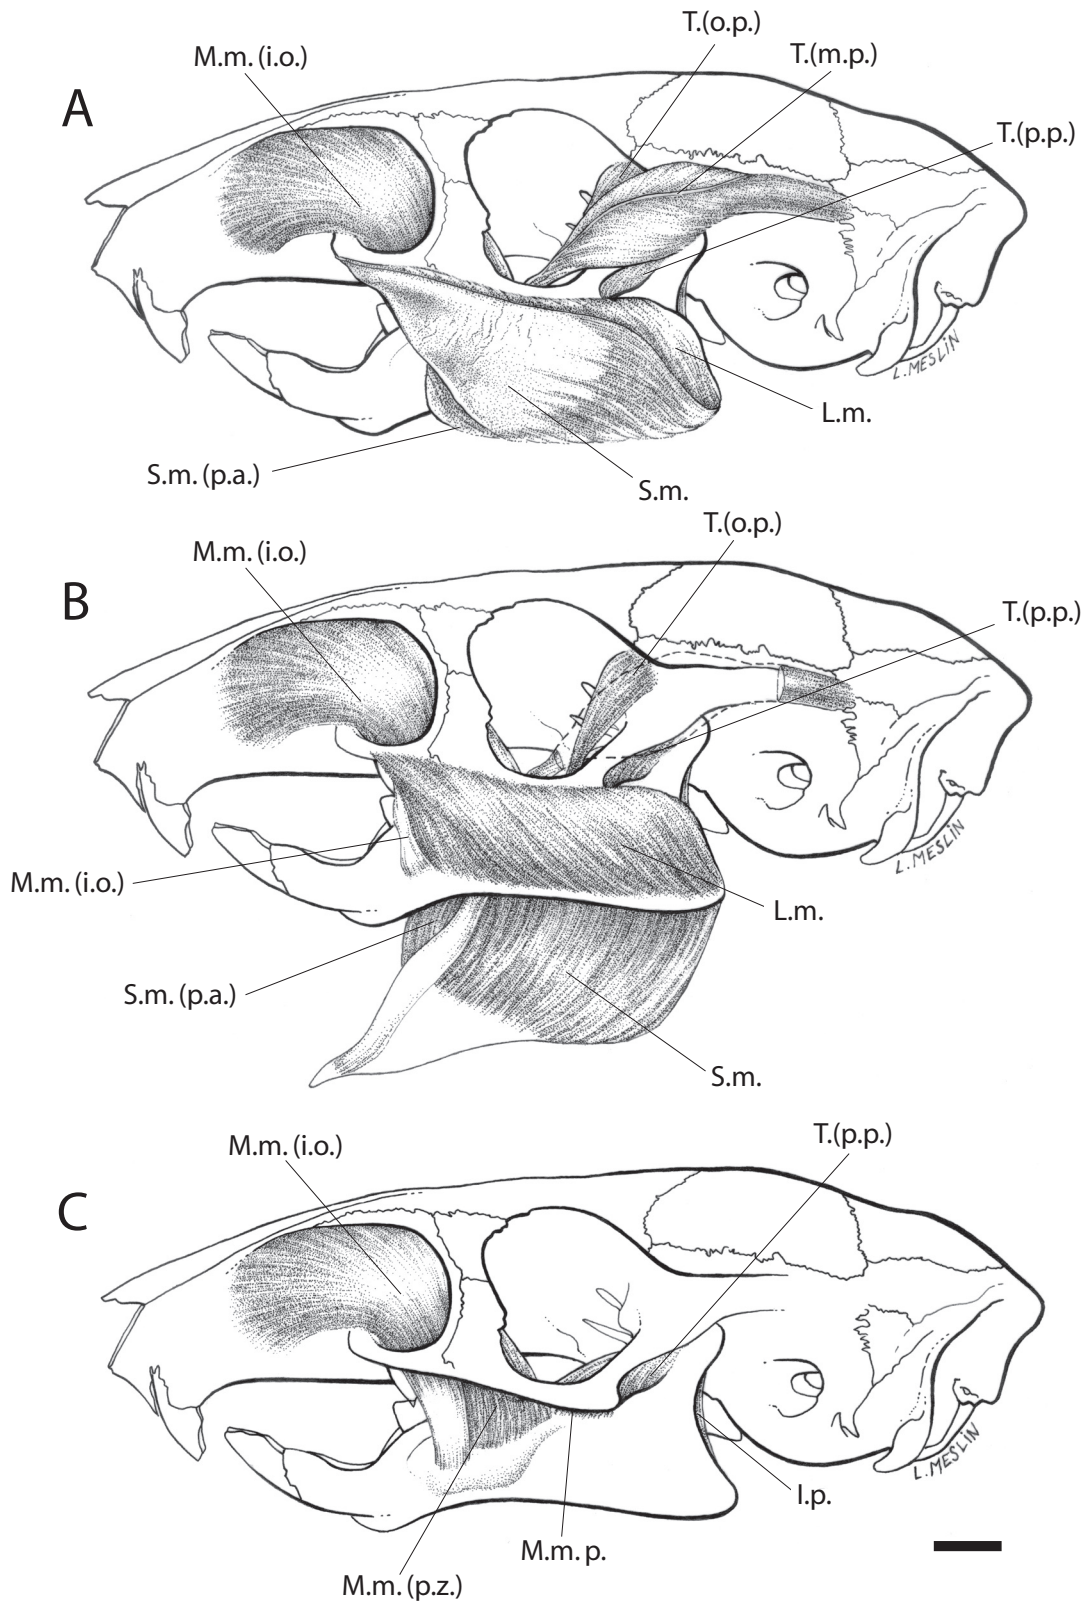 T.(o.p.)
M.m. (i.o.)
T.(m.p.)
A
T.(p.p.)
L. MESLIN
L.m.
S.m. (p.a.)
S.m.
T.(o.p.)
M.m. (i.o.)
B
T.(p.p.)
L. MESLIN
M.m. (i.o.)
L.m.
S.m. (p.a.)
S.m.
T.(p.p.)
M.m. (i.o.)
C
L. MESLIN
I.p.
M.m. p.
M.m. (p.z.)